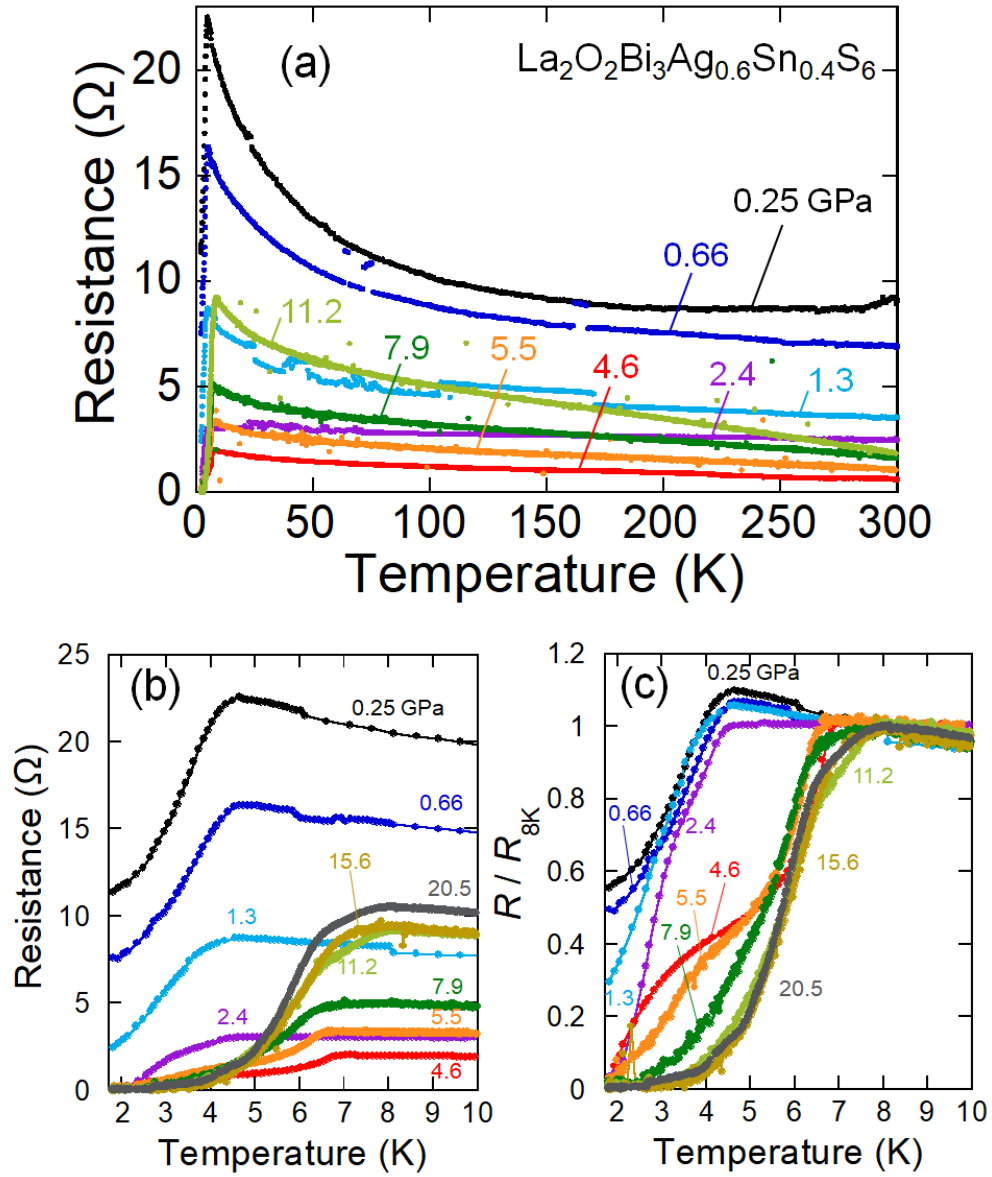 (a)
La₂O₂Bi₃Ag₀.₆Sn₀.₄S₆
Resistance (Ω)
20
15
10
5
0
0.25 GPa
0.66
11.2
7.9
5.5
4.6
2.4
1.3
0 50 100 150 200 250 300
Temperature (K)
(b)
Resistance (Ω)
25
20
15
10
5
0
0.25 GPa
0.66
15.6
20.5
1.3
11.2
7.9
2.4
5.5
4.6
2 3 4 5 6 7 8 9 10
Temperature (K)
(c)
R / R₈K
1.2
1
0.8
0.6
0.4
0.2
0
0.25 GPa
0.66
2.4
11.2
4.6
15.6
5.5
7.9
1.3
20.5
2 3 4 5 6 7 8 9 10
Temperature (K)